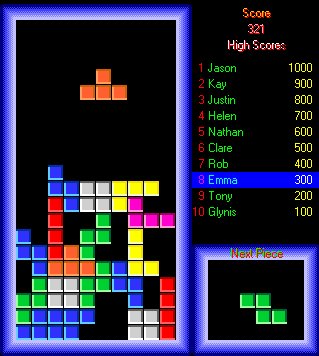 Score
321
High Scores
1 Jason 1000
2 Kay 900
3 Justin 800
4 Helen 700
5 Nathan 600
6 Clare 500
7 Rob 400
8 Emma 300
9 Tony 200
10 Glynis 100
Next Piece